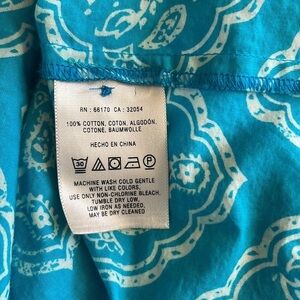 RN : 66170 CA : 32054
100% COTTON, COTON, ALGODÓN,
COTONE, BAUMWOLLE
HECHO EN CHINA
30 P
MACHINE WASH COLD GENTLE
WITH LIKE COLORS,
USE ONLY NON-CHLORINE BLEACH,
TUMBLE DRY LOW,
LOW IRON AS NEEDED,
MAY BE DRY CLEANED